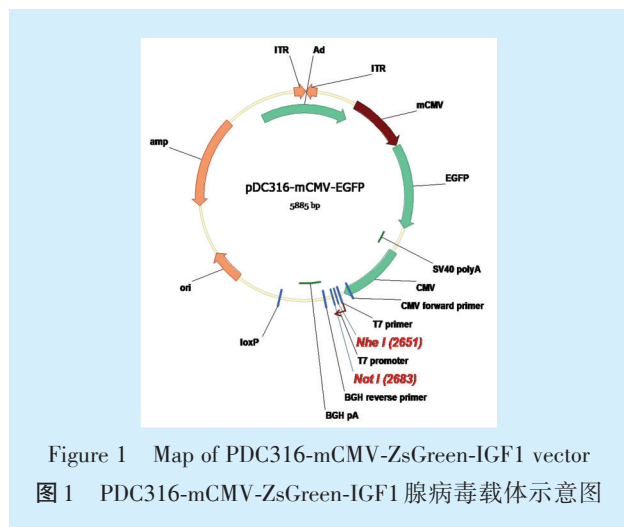 ITR
Ad
ITR
mCMV
amp
EGFP
pDC316-mCMV-EGFP
5885 bp
SV40 polyA
ori
CMV
CMV forward primer
loxP
T7 primer
Nhe I (2651)
T7 promoter
Not I (2683)
BGH reverse primer
BGH pA
Figure 1 Map of PDC316-mCMV-ZsGreen-IGF1 vector
图1 PDC316-mCMV-ZsGreen-IGF1腺病毒载体示意图